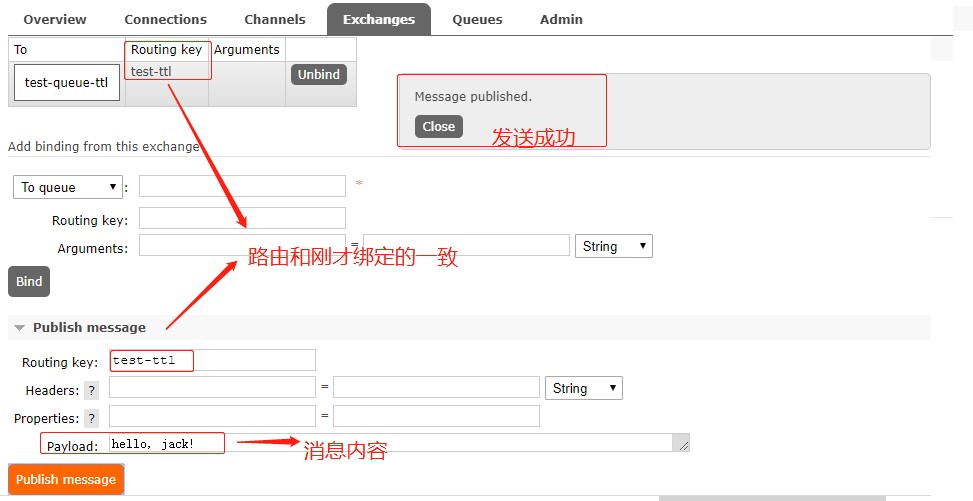 Overview Connections Channels Exchanges Queues Admin
To Routing key Arguments
test-queue-ttl test-ttl Unbind
Message published.
Close
发送成功
Add binding from this exchange
To queue : *
Routing key:
Arguments: = String
路由和刚才绑定的一致
Bind
Publish message
Routing key: test-ttl
Headers: ? = String
Properties: ? =
Payload: hello, jack!
消息内容
Publish message